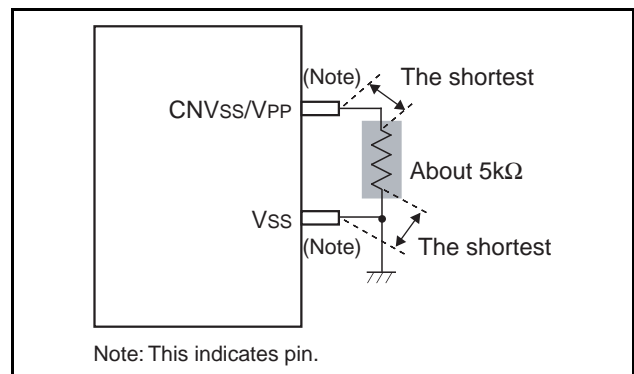 (Note) The shortest
CNVSS/VPP
About 5kΩ
VSS
(Note) The shortest
Note: This indicates pin.